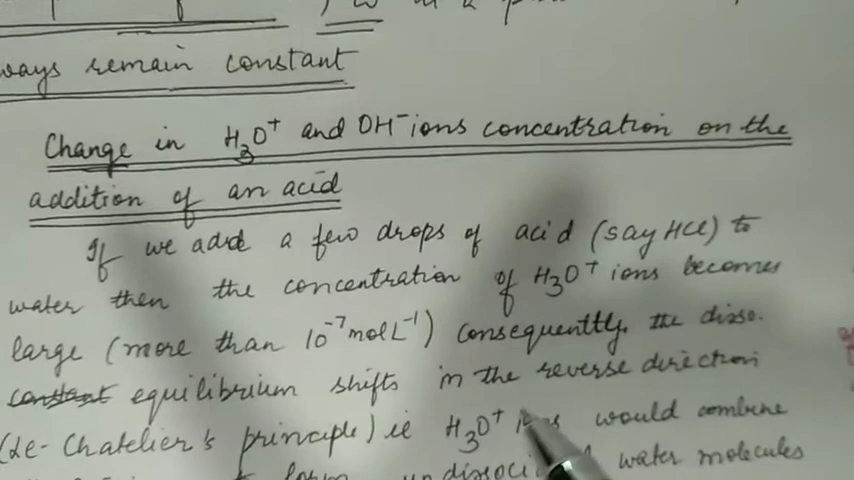 ways remain constant
Change in H₃O⁺ and OH⁻ ions concentration on the
addition of an acid
If we add a few drops of acid (say HCl) to
water then the concentration of H₃O⁺ ions becomes
large (more than 10⁻⁷ mol L⁻¹) consequently, the disso.
constant equilibrium shifts in the reverse direction
(Le-Chatelier's principle) ie H₃O⁺ ions would combine
form undissoci water molecules